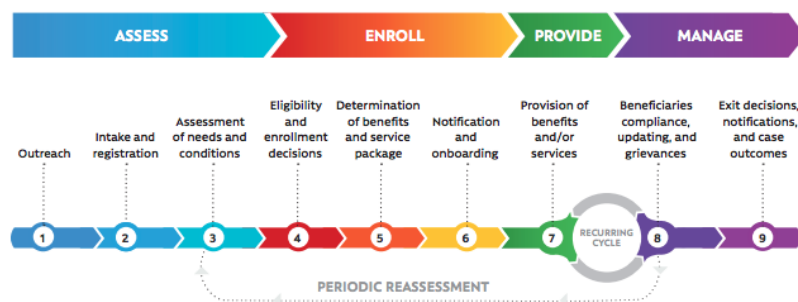 ASSESS
ENROLL
PROVIDE
MANAGE
Outreach
Intake and
registration
Assessment
of needs and
conditions
Eligibility
and
enrollment
decisions
Determination
of benefits
and service
package
Notification
and
onboarding
Provision of
benefits
and/or
services
Beneficiaries
compliance,
updating, and
grievances
Exit decisions,
notifications,
and case
outcomes
1
2
3
4
5
6
7
RECURRING
CYCLE
8
9
PERIODIC REASSESSMENT